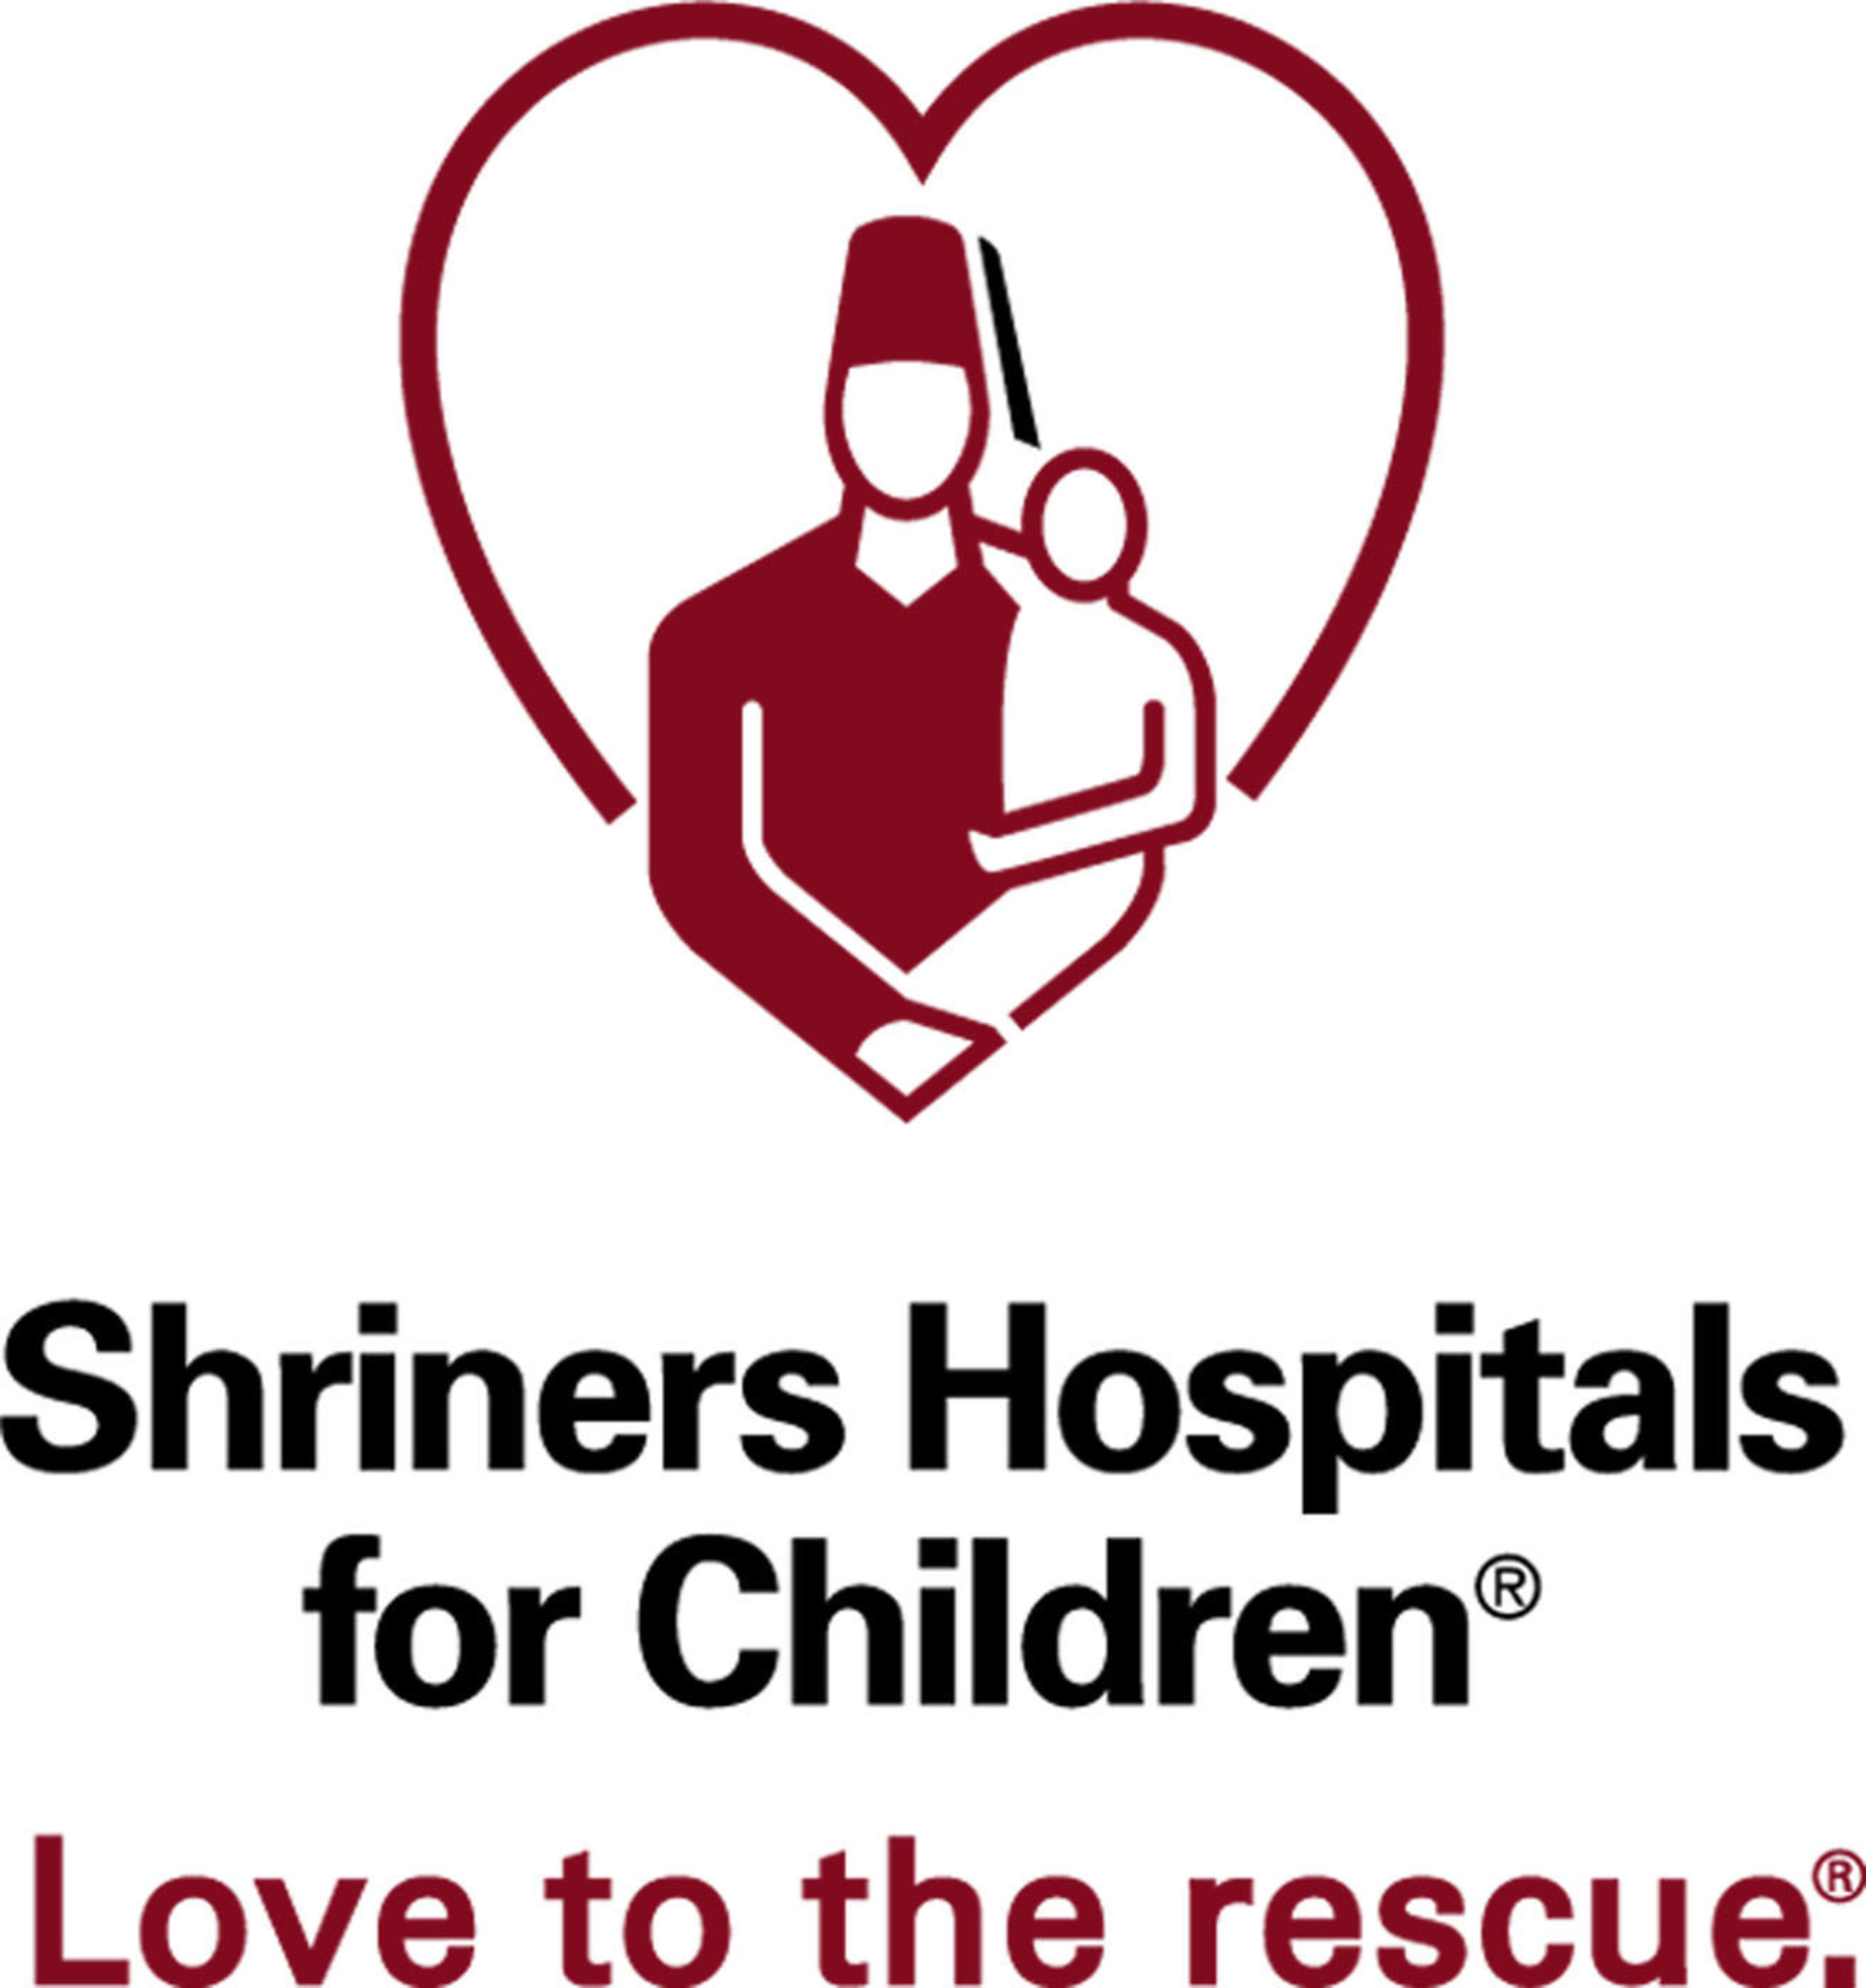 Shriners Hospitals
for Children®
Love to the rescue.®